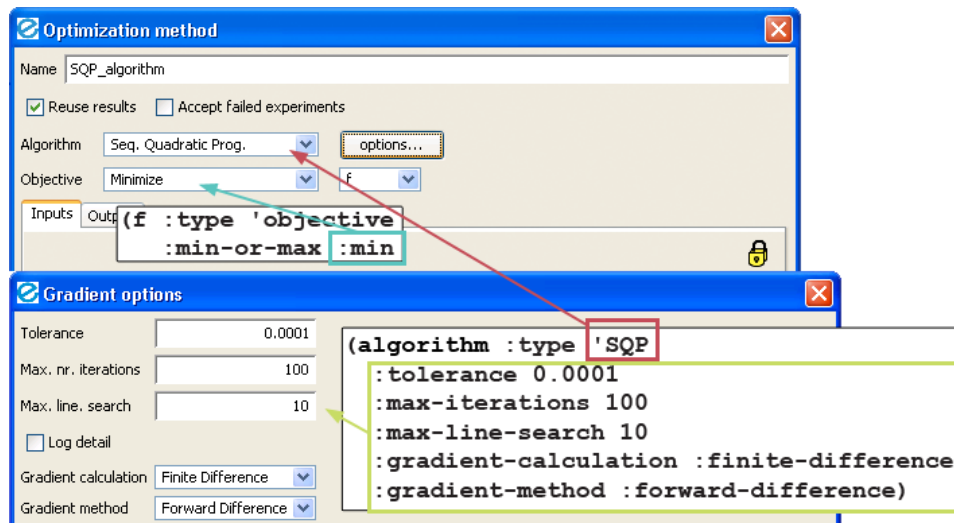 Optimization method
Name SQP_algorithm
Reuse results Accept failed experiments
Algorithm Seq. Quadratic Prog. options...
Objective Minimize f
Inputs Outp
(f :type 'objective
:min-or-max :min
Gradient options
Tolerance 0.0001
Max. nr. iterations 100
Max. line. search 10
Log detail
Gradient calculation Finite Difference
Gradient method Forward Difference
(algorithm :type 'SQP
:tolerance 0.0001
:max-iterations 100
:max-line-search 10
:gradient-calculation :finite-difference
:gradient-method :forward-difference)